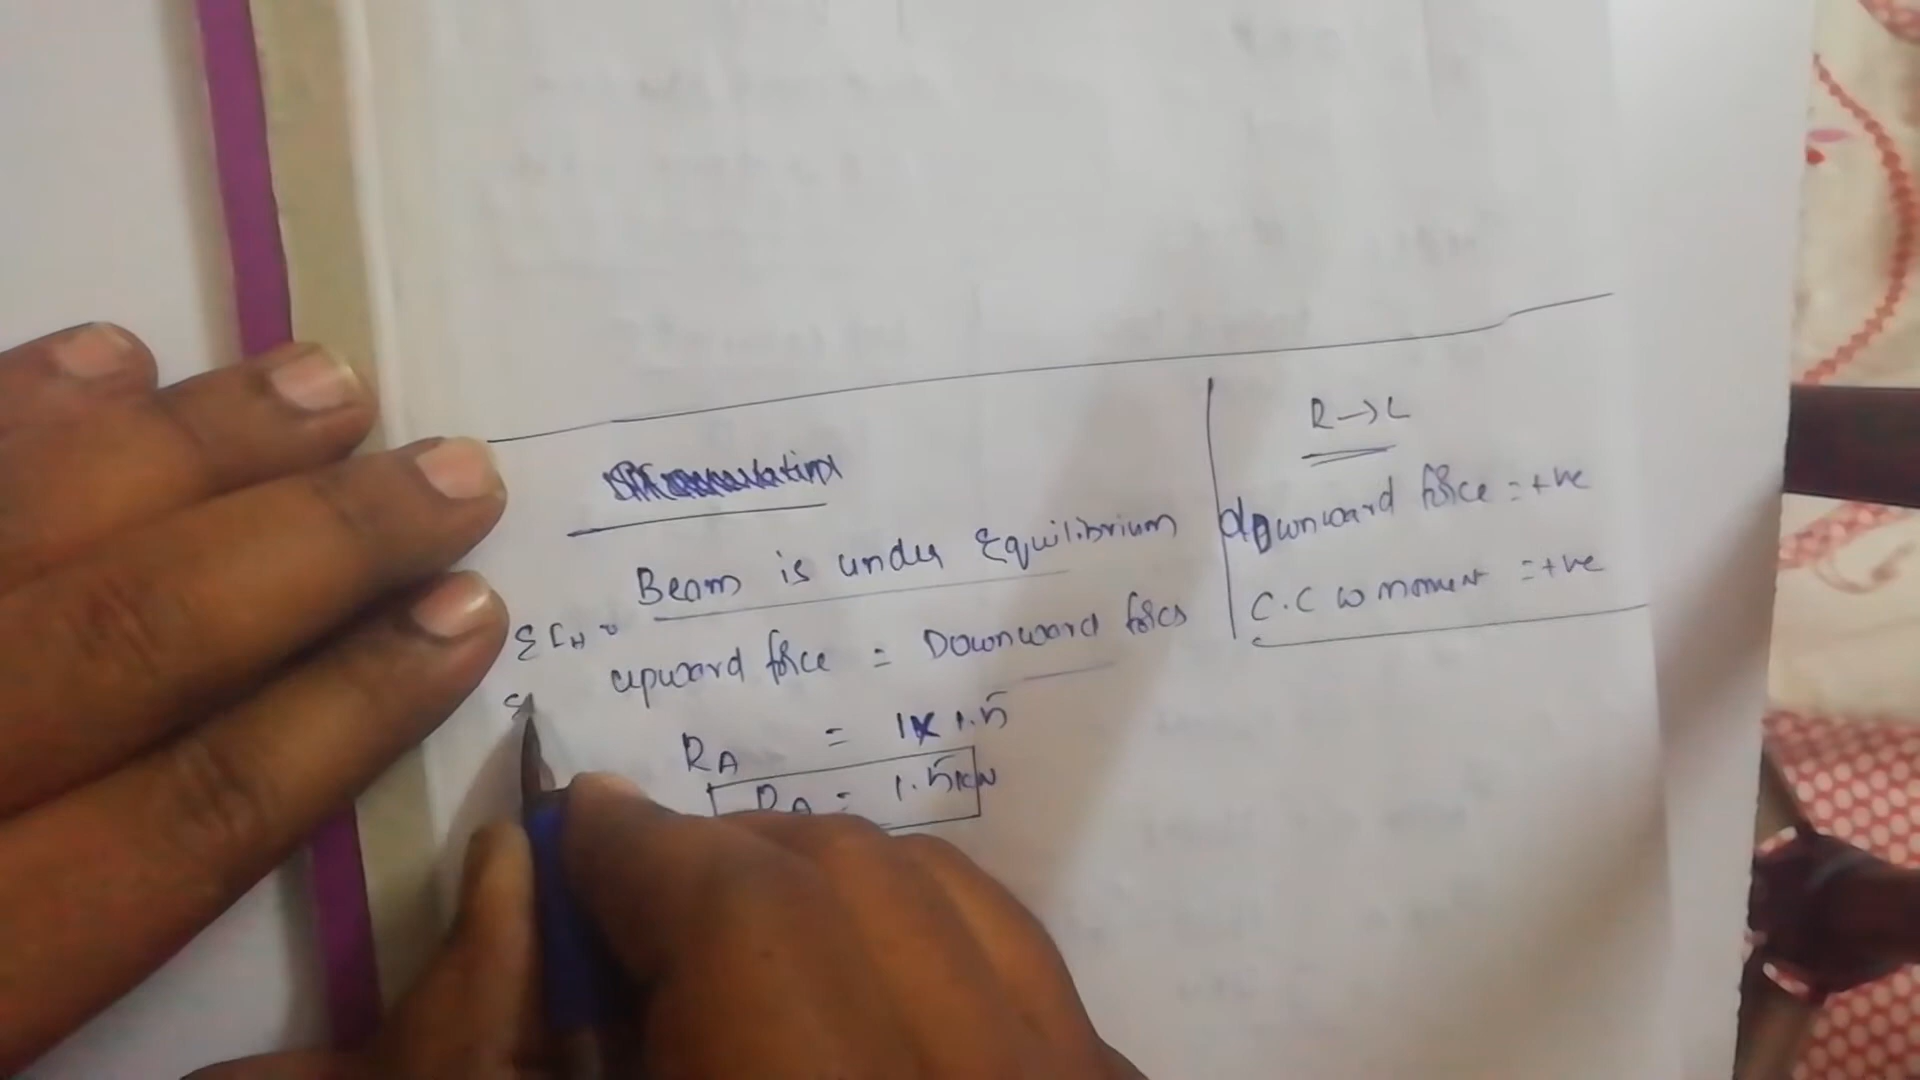 Beam is under Equilibrium
upward force = Downward forces
RA = 1x1.5
RA = 1.5KN
R→L
downward force = +ve
C.C w moment = +ve